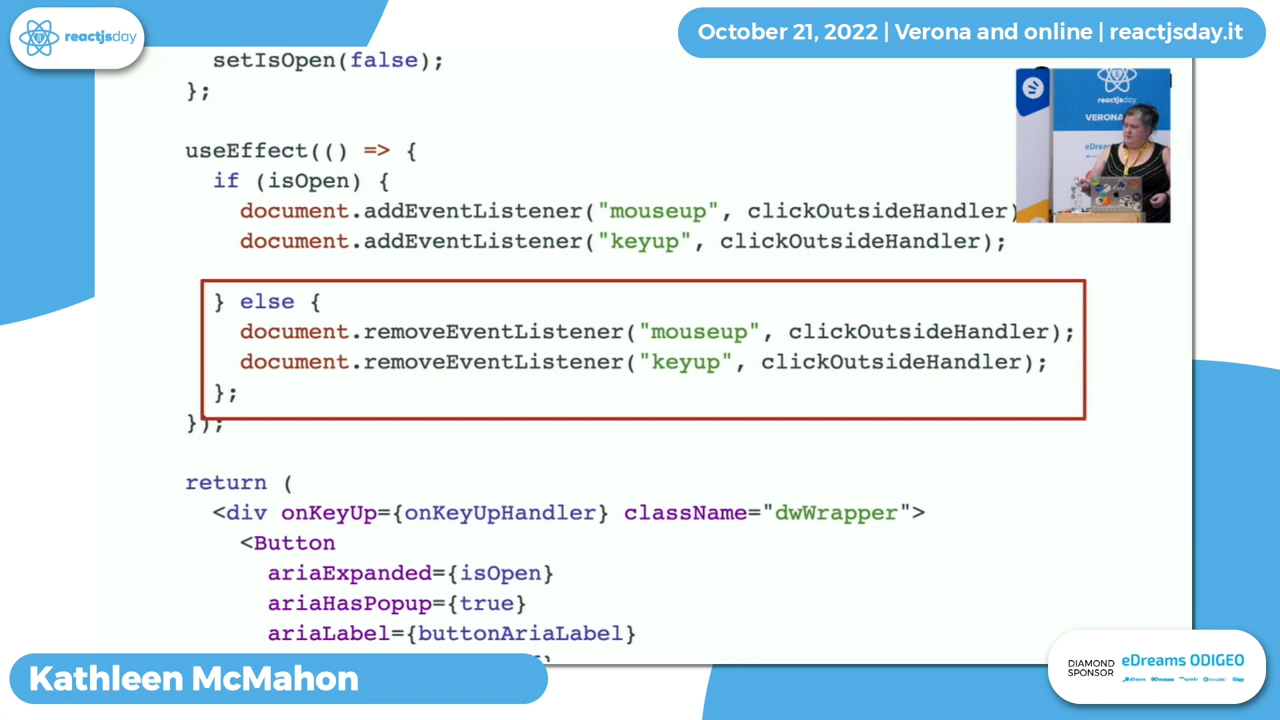 reactjsday
October 21, 2022 | Verona and online | reactjsday.it
setIsOpen(false);
};
useEffect(() => {
if (isOpen) {
document.addEventListener("mouseup", clickOutsideHandler)
document.addEventListener("keyup", clickOutsideHandler);
} else {
document.removeEventListener("mouseup", clickOutsideHandler);
document.removeEventListener("keyup", clickOutsideHandler);
};
});
return (
<div onKeyUp={onKeyUpHandler} className="dwWrapper">
<Button
ariaExpanded={isOpen}
ariaHasPopup={true}
ariaLabel={buttonAriaLabel}
reactjsday
VERONA
Kathleen McMahon
DIAMOND
SPONSOR
eDreams ODIGEO